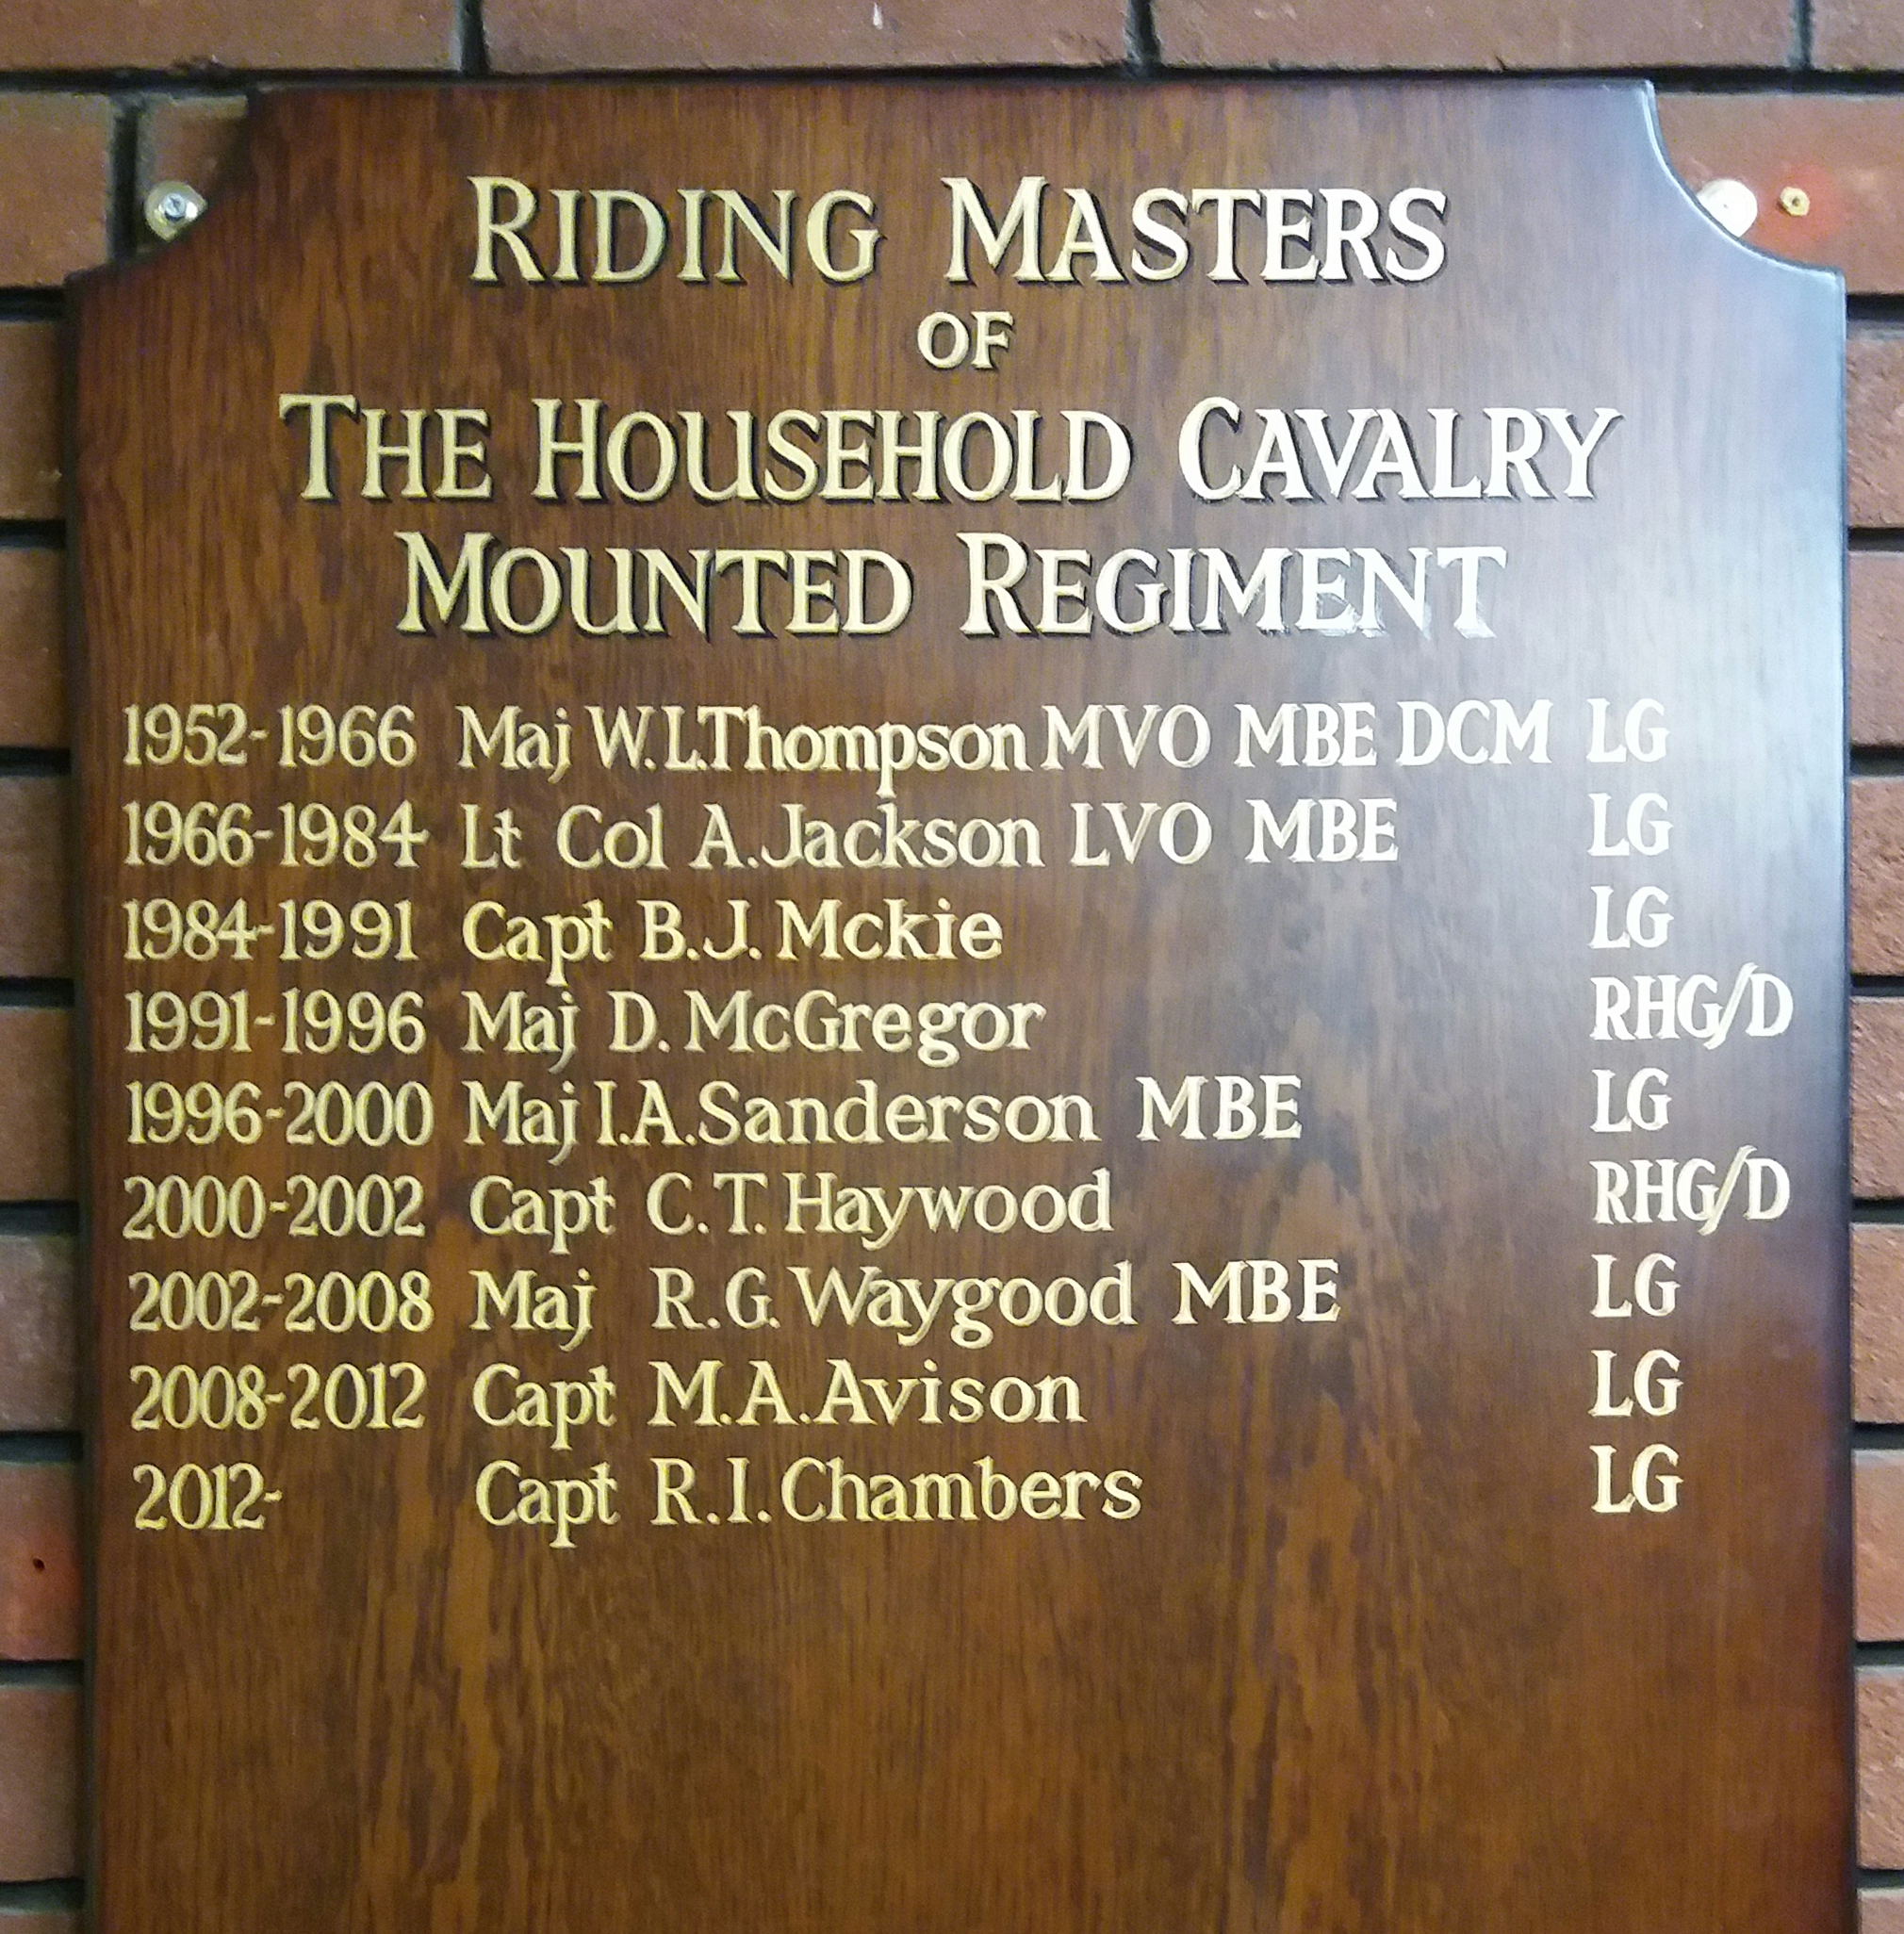 RIDING MASTERS
OF
THE HOUSEHOLD CAVALRY
MOUNTED REGIMENT
1952-1966 Maj W.I.Thompson MVO MBE DCM LG
1966-1984 Lt Col A.Jackson LVO MBE LG
1984-1991 Capt B.J. Mckie LG
1991-1996 Maj D. McGregor RHG/D
1996-2000 Maj I.A.Sanderson MBE LG
2000-2002 Capt C.T. Haywood RHG/D
2002-2008 Maj R.G. Waygood MBE LG
2008-2012 Capt M.A.Avison LG
2012- Capt R.I.Chambers LG